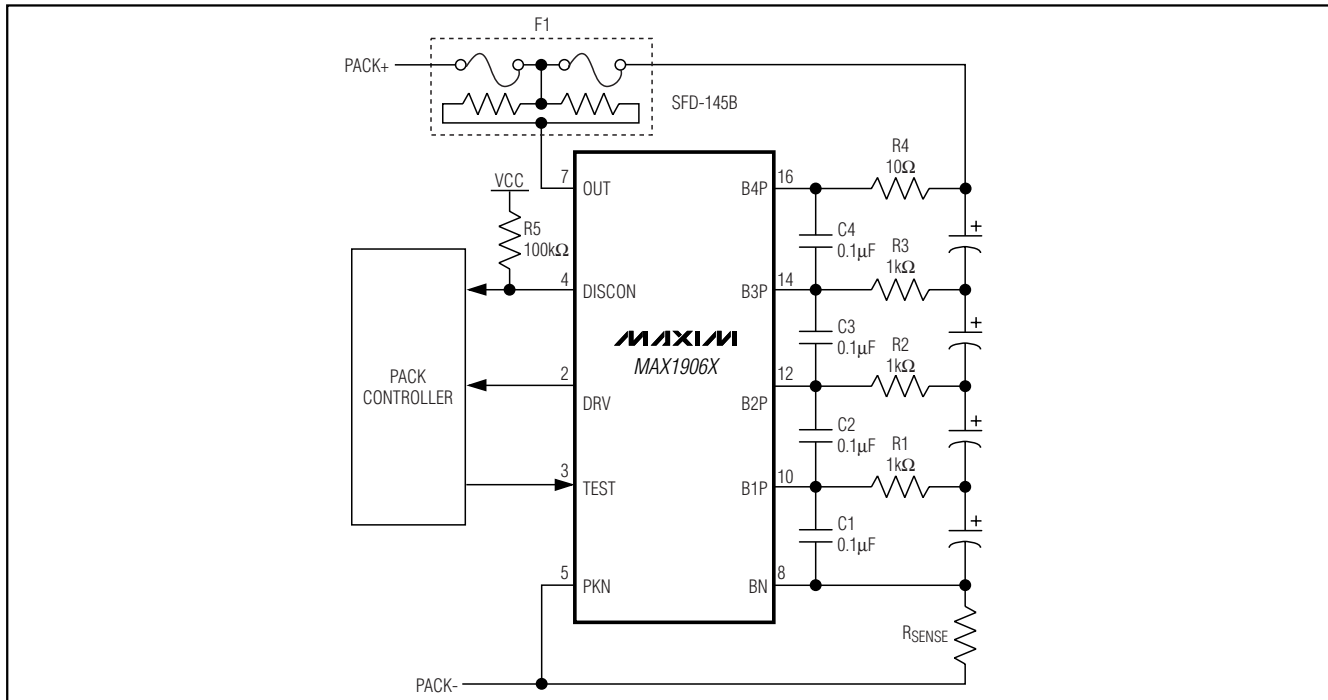 F1
PACK+
SFD-145B
R4
10Ω
7
OUT
B4P
16
VCC
R5
100kΩ
C4
0.1μF
R3
1kΩ
4
DISCON
B3P
14
MAXIM
MAX1906X
C3
0.1μF
R2
1kΩ
PACK
CONTROLLER
2
DRV
B2P
12
C2
0.1μF
R1
1kΩ
3
TEST
B1P
10
C1
0.1μF
5
PKN
BN
8
RSENSE
PACK-
+
+
+
+